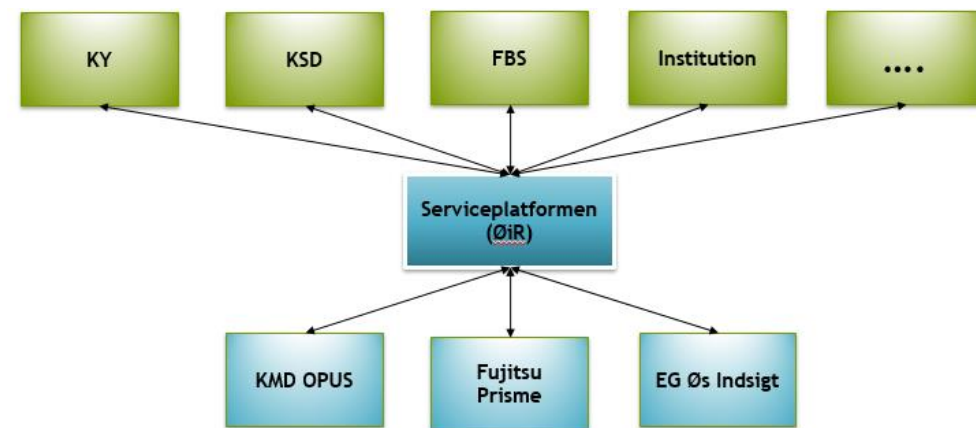 KY
KSD
FBS
Institution
....
Serviceplatformen
(ØiR)
KMD OPUS
Fujitsu
Prisme
EG Øs Indsigt